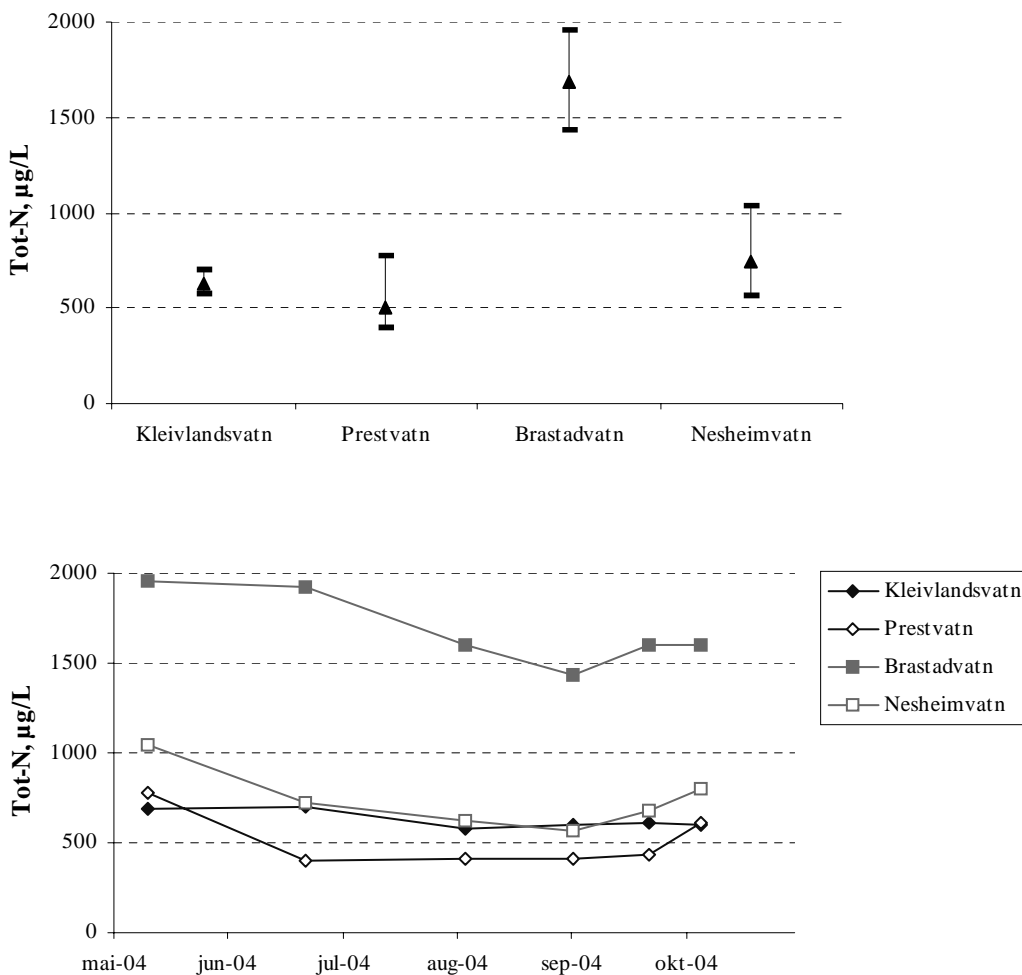 2000
1500
1000
500
0
Tot-N, µg/L
Kleivlandsvatn Prestvatn Brastadvatn Nesheimvatn
2000
1500
1000
500
0
Tot-N, µg/L
mai-04 jun-04 jul-04 aug-04 sep-04 okt-04
Kleivlandsvatn
Prestvatn
Brastadvatn
Nesheimvatn